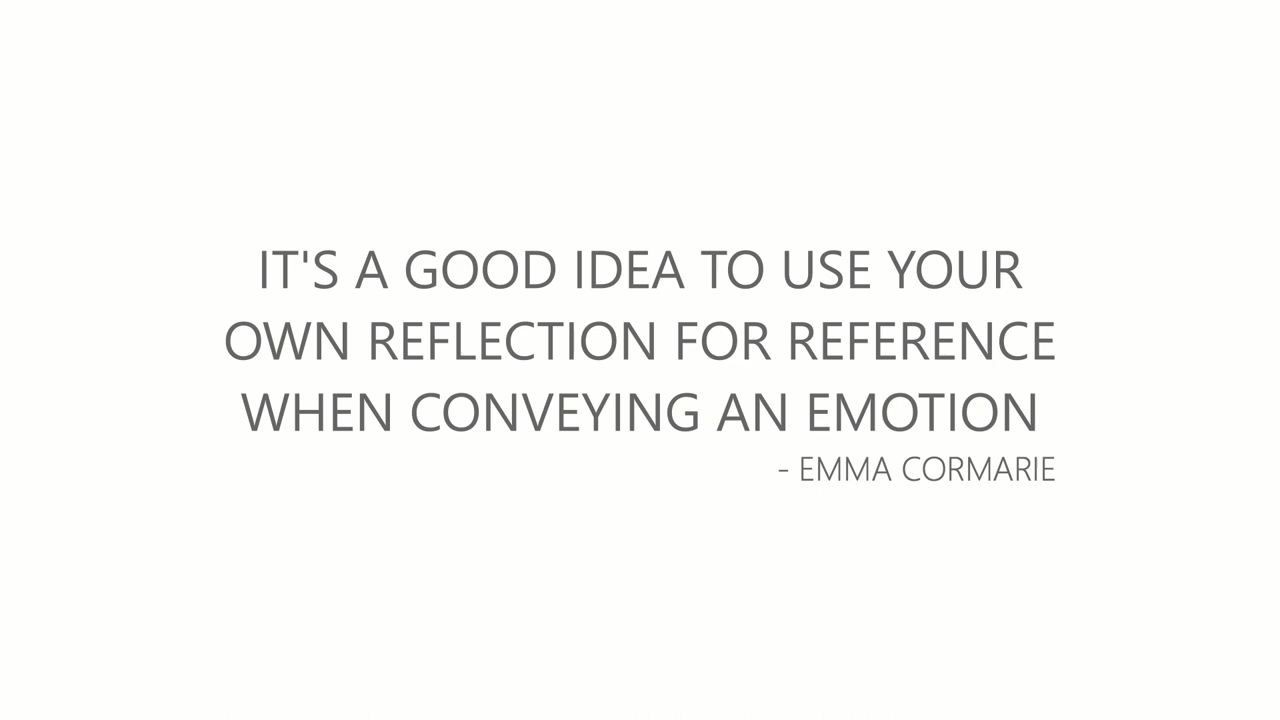 IT'S A GOOD IDEA TO USE YOUR
OWN REFLECTION FOR REFERENCE
WHEN CONVEYING AN EMOTION
- EMMA CORMARIE